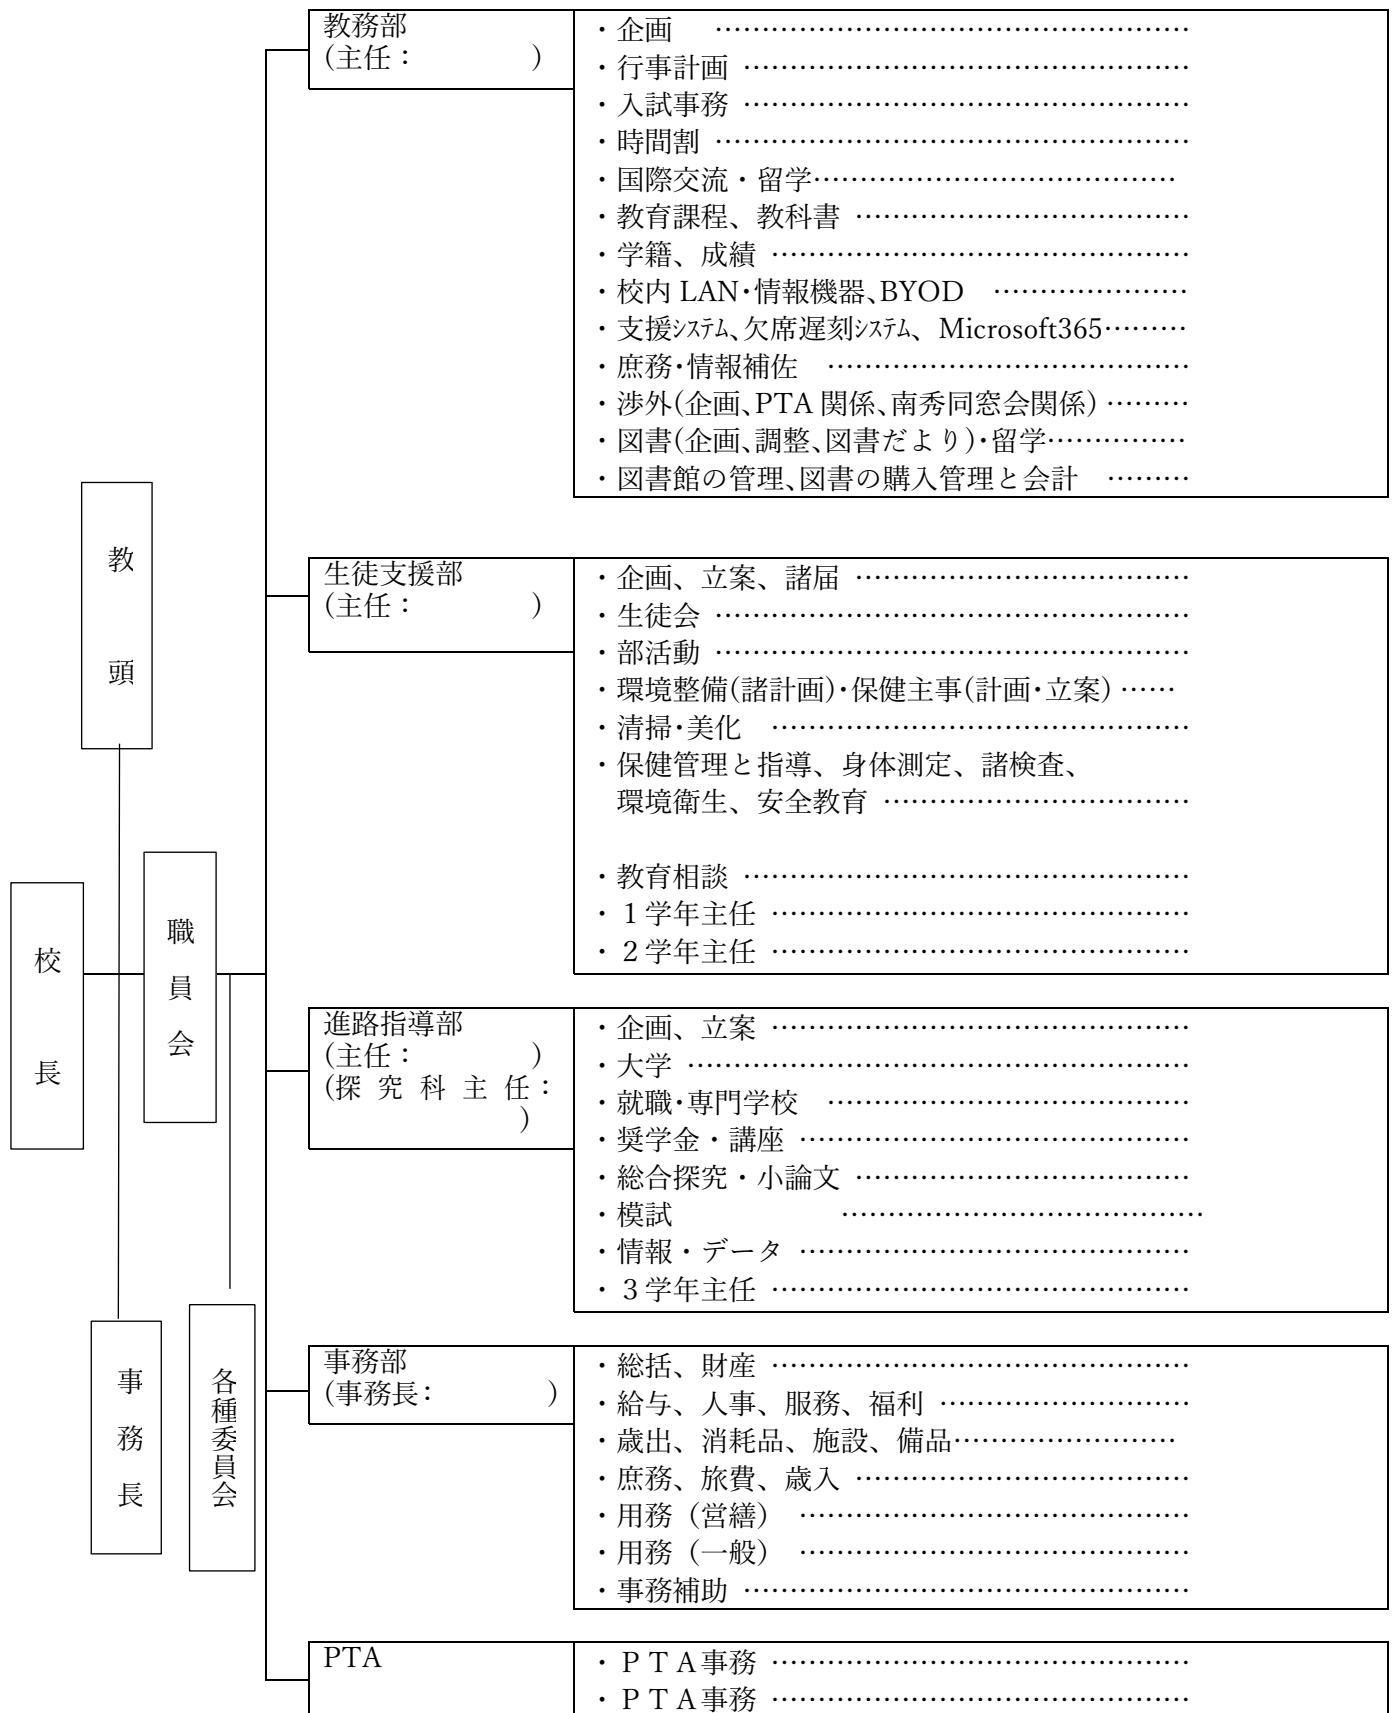 教務部
(主任：　　　　)
・企画　………………………………………………
・行事計画 ……………………………………………
・入試事務 ……………………………………………
・時間割 ………………………………………………
・国際交流・留学…………………………………
・教育課程、教科書 ………………………………
・学籍、成績 …………………………………………
・校内 LAN・情報機器、BYOD　…………………
・支援ｼｽﾃﾑ、欠席遅刻ｼｽﾃﾑ、Microsoft365………
・庶務・情報補佐　…………………………………
・渉外(企画、PTA 関係、南秀同窓会関係) ………
・図書(企画、調整、図書だより)・留学……………
・図書館の管理、図書の購入管理と会計　………
教頭
生徒支援部
(主任：　　　　)
・企画、立案、諸届 ………………………………
・生徒会 ………………………………………………
・部活動 ………………………………………………
・環境整備(諸計画)・保健主事(計画・立案) ……
・清掃・美化　…………………………………………
・保健管理と指導、身体測定、諸検査、
環境衛生、安全教育 ……………………………
・教育相談 ……………………………………………
・１学年主任 …………………………………………
・２学年主任 …………………………………………
校長
職員会
進路指導部
(主任：　　　　)
(探 究 科 主 任：
)
・企画、立案 …………………………………………
・大学 …………………………………………………
・就職・専門学校　…………………………………
・奨学金・講座 ………………………………………
・総合探究・小論文 ………………………………
・模試　　　　　…………………………………
・情報・データ ………………………………………
・３学年主任 …………………………………………
事務長
各種委員会
事務部
(事務長：　　　　)
・総括、財産 …………………………………………
・給与、人事、服務、福利 ………………………
・歳出、消耗品、施設、備品……………………
・庶務、旅費、歳入 ………………………………
・用務（営繕） ……………………………………
・用務（一般） ……………………………………
・事務補助 ……………………………………………
PTA
・ＰＴＡ事務 …………………………………………
・ＰＴＡ事務 …………………………………………